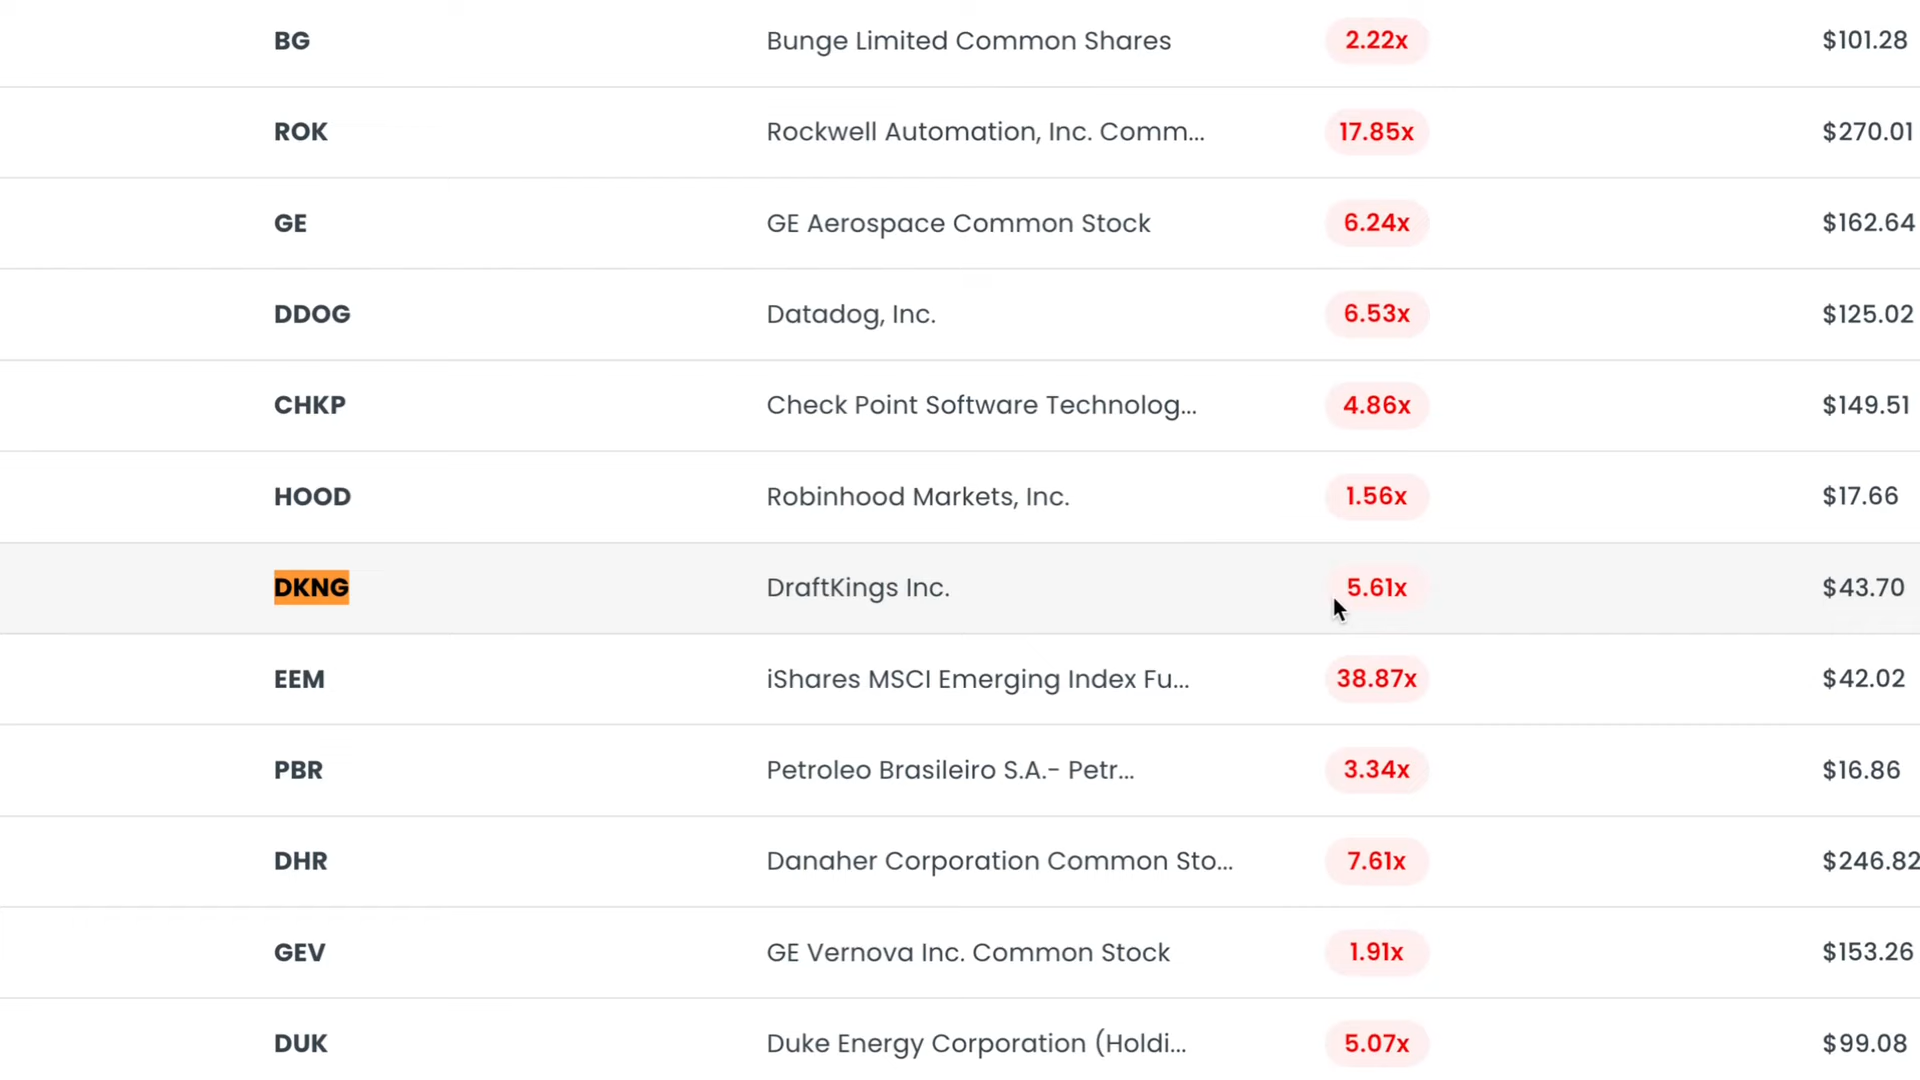 BG Bunge Limited Common Shares 2.22x $101.28
ROK Rockwell Automation, Inc. Comm... 17.85x $270.01
GE GE Aerospace Common Stock 6.24x $162.64
DDOG Datadog, Inc. 6.53x $125.02
CHKP Check Point Software Technolog... 4.86x $149.51
HOOD Robinhood Markets, Inc. 1.56x $17.66
DKNG DraftKings Inc. 5.61x $43.70
EEM iShares MSCI Emerging Index Fu... 38.87x $42.02
PBR Petroleo Brasileiro S.A.- Petr... 3.34x $16.86
DHR Danaher Corporation Common Sto... 7.61x $246.82
GEV GE Vernova Inc. Common Stock 1.91x $153.26
DUK Duke Energy Corporation (Holdi... 5.07x $99.08